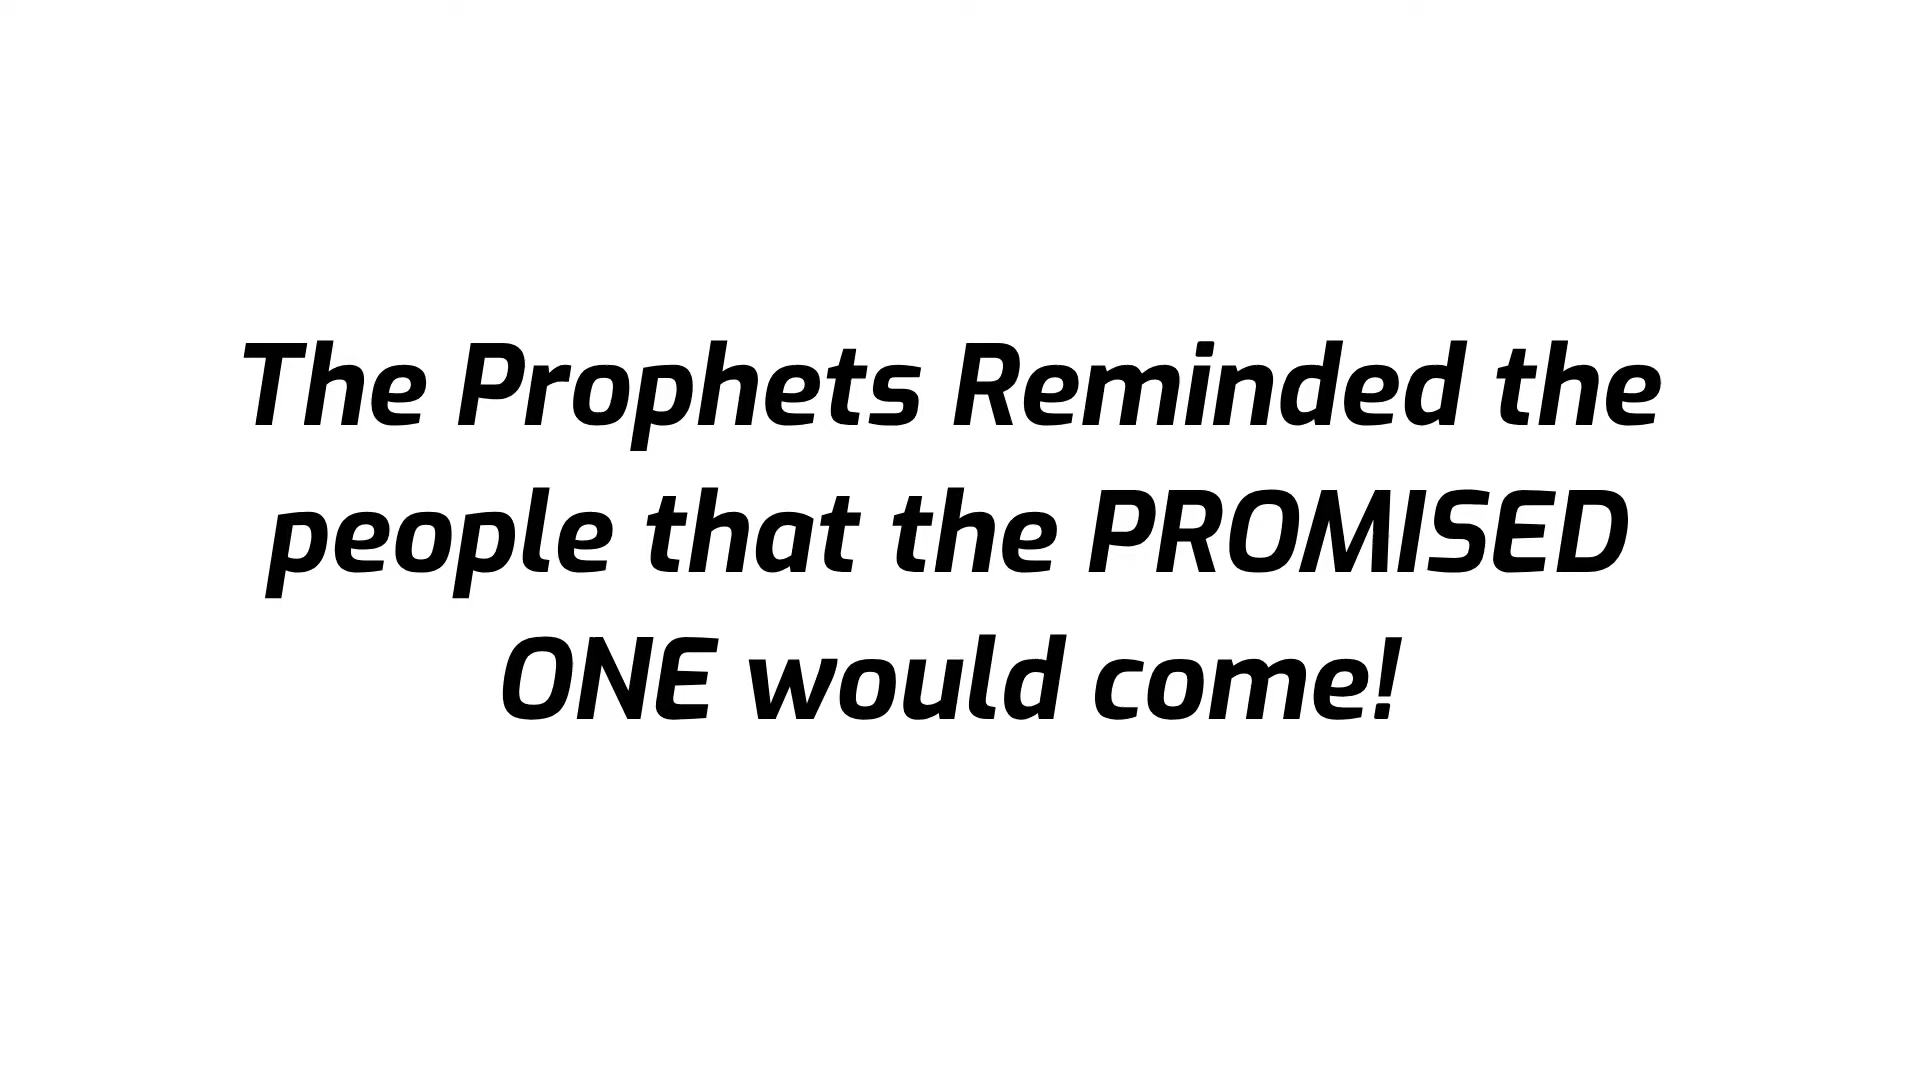 The Prophets Reminded the
people that the PROMISED
ONE would come!